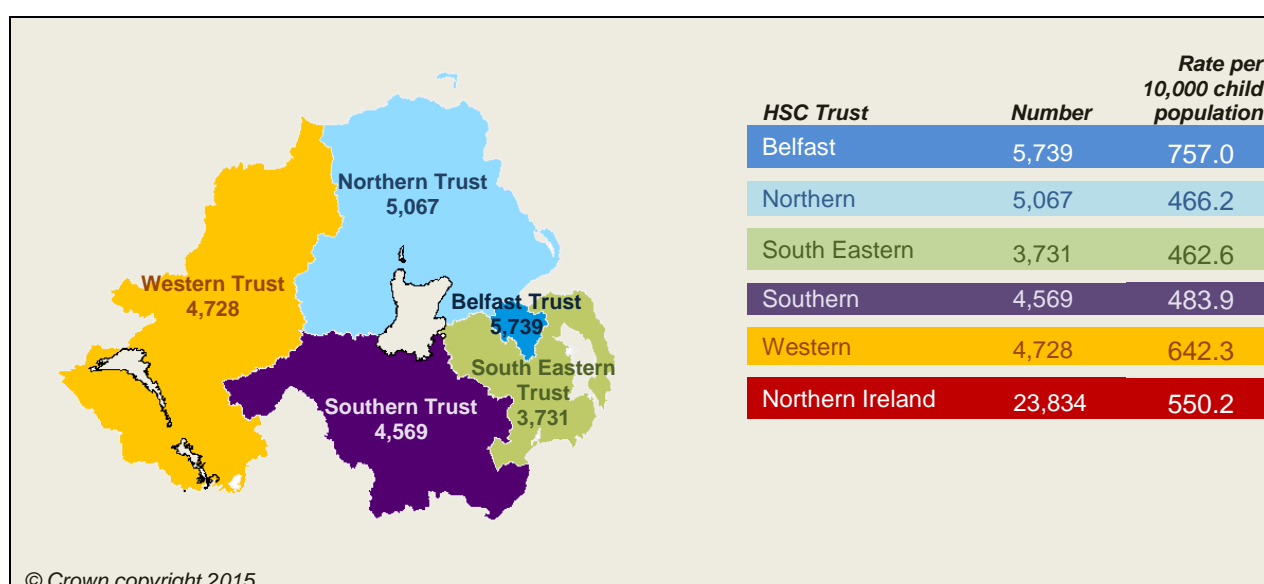 Northern Trust
5,067
Western Trust
4,728
Belfast Trust
5,739
South Eastern
Trust
3,731
Southern Trust
4,569
Rate per
10,000 child
HSC Trust Number population
Belfast 5,739 757.0
Northern 5,067 466.2
South Eastern 3,731 462.6
Southern 4,569 483.9
Western 4,728 642.3
Northern Ireland 23,834 550.2
© Crown copyright 2015